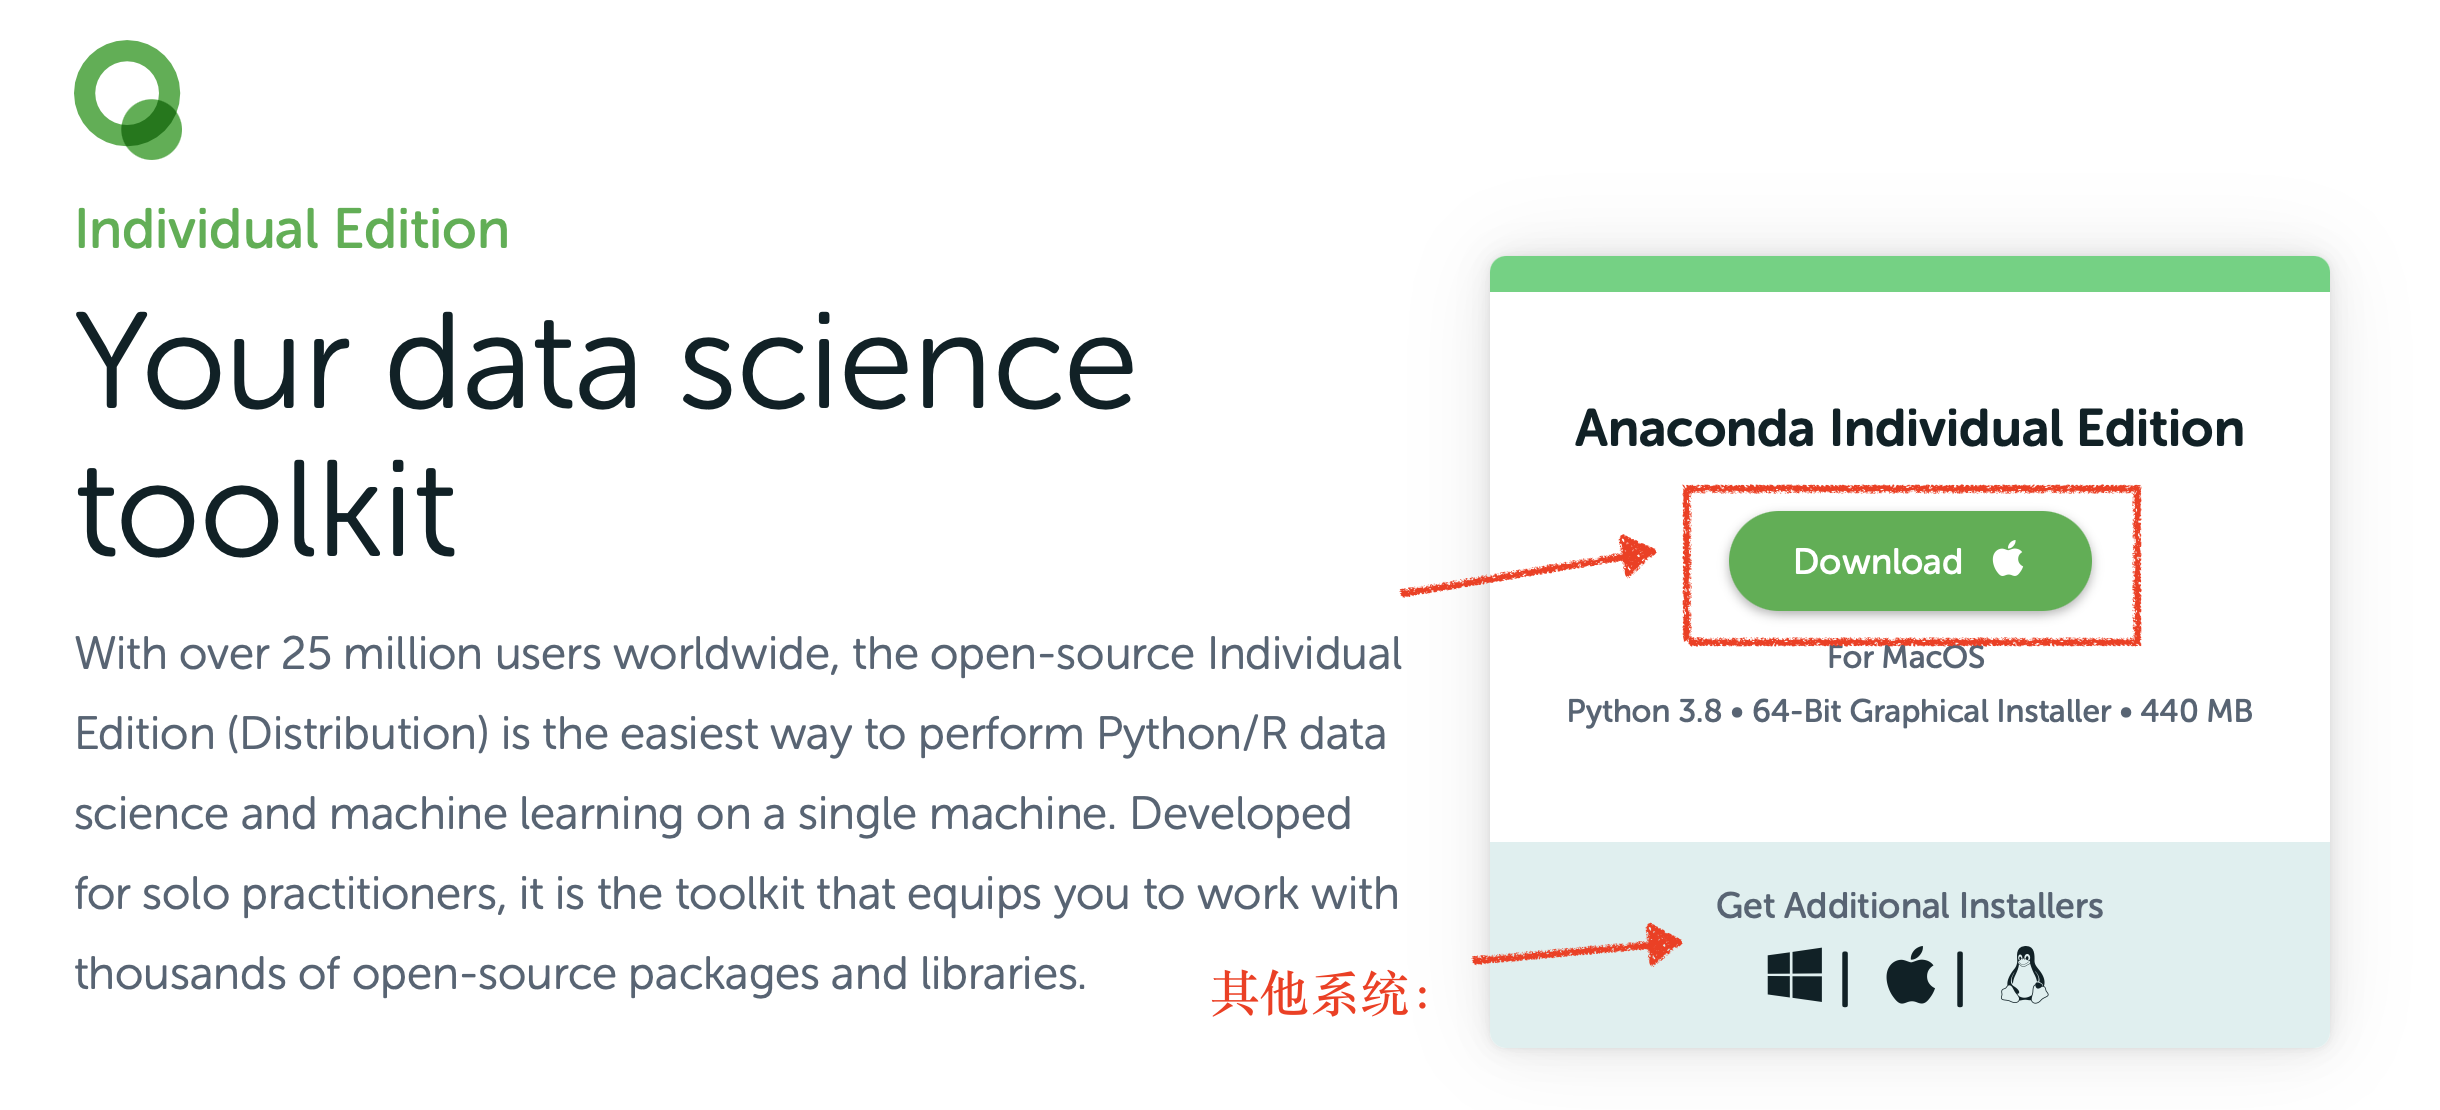 Individual Edition
Your data science
toolkit
With over 25 million users worldwide, the open-source Individual
Edition (Distribution) is the easiest way to perform Python/R data
science and machine learning on a single machine. Developed
for solo practitioners, it is the toolkit that equips you to work with
thousands of open-source packages and libraries.
Anaconda Individual Edition
Download
For MacOS
Python 3.8 • 64-Bit Graphical Installer • 440 MB
其他系统：
Get Additional Installers